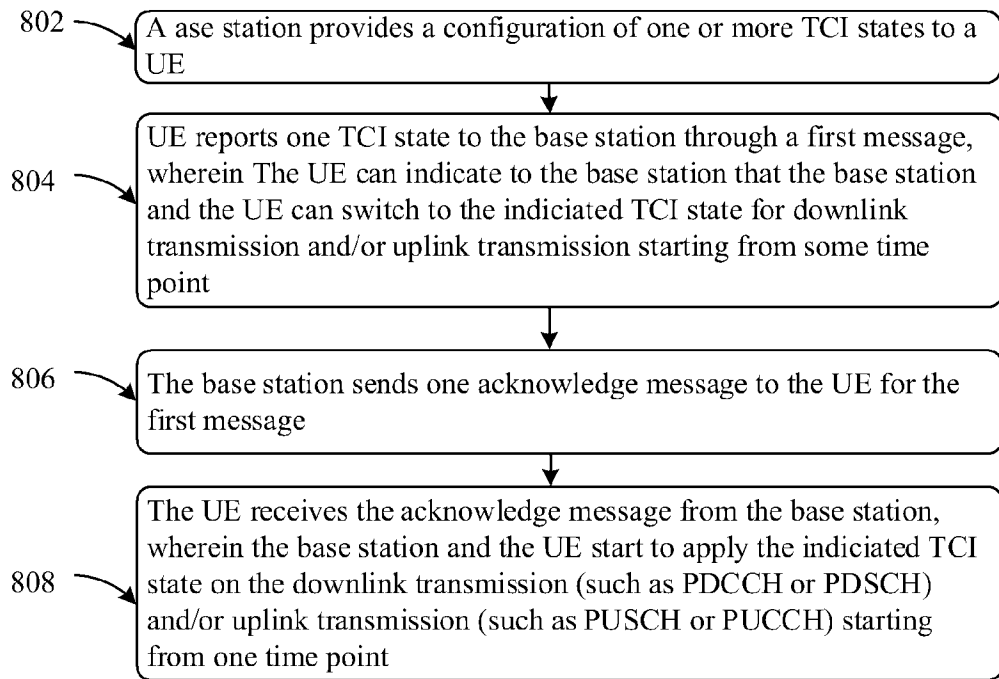 802
A ase station provides a configuration of one or more TCI states to a
UE
804
UE reports one TCI state to the base station through a first message,
wherein The UE can indicate to the base station that the base station
and the UE can switch to the indiciated TCI state for downlink
transmission and/or uplink transmission starting from some time
point
806
The base station sends one acknowledge message to the UE for the
first message
808
The UE receives the acknowledge message from the base station,
wherein the base station and the UE start to apply the indiciated TCI
state on the downlink transmission (such as PDCCH or PDSCH)
and/or uplink transmission (such as PUSCH or PUCCH) starting
from one time point